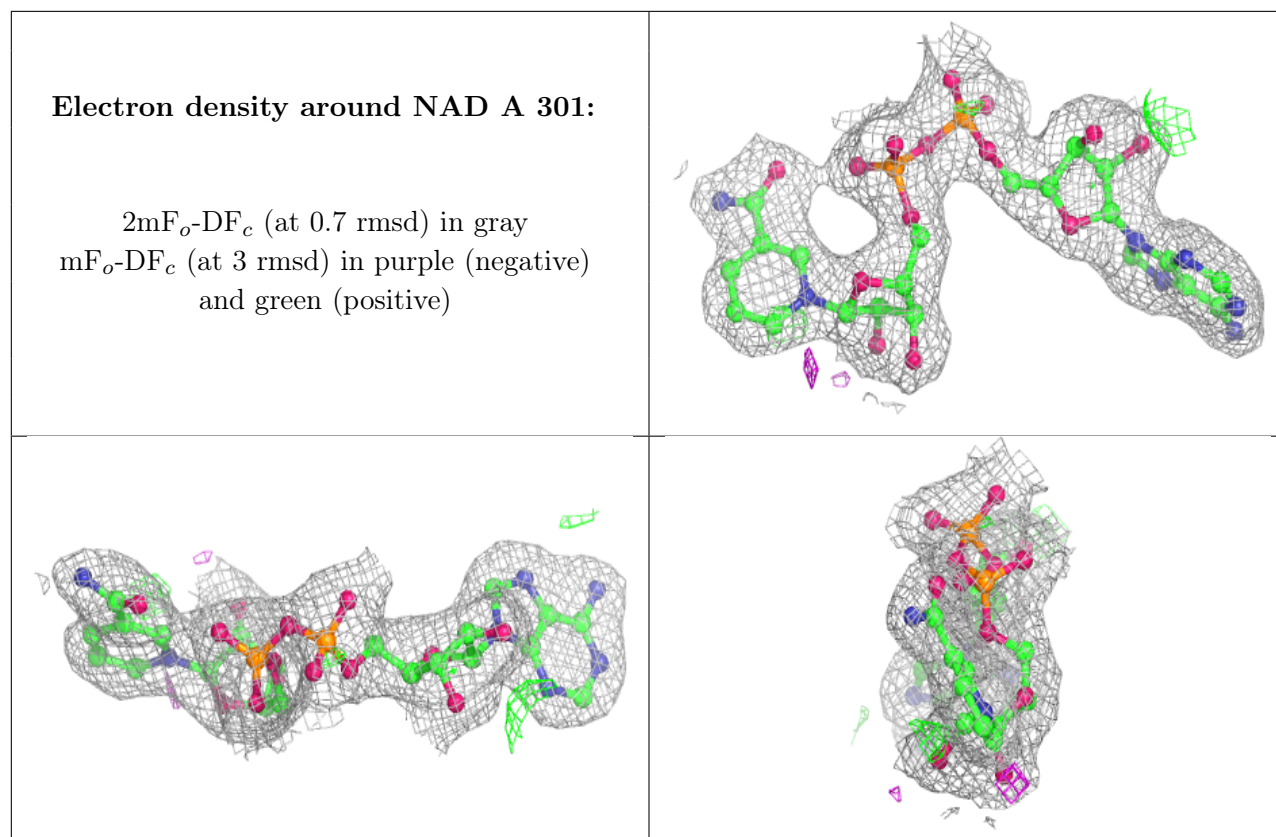 Electron density around NAD A 301:
2mFo-DFc (at 0.7 rmsd) in gray
mFo-DFc (at 3 rmsd) in purple (negative)
and green (positive)